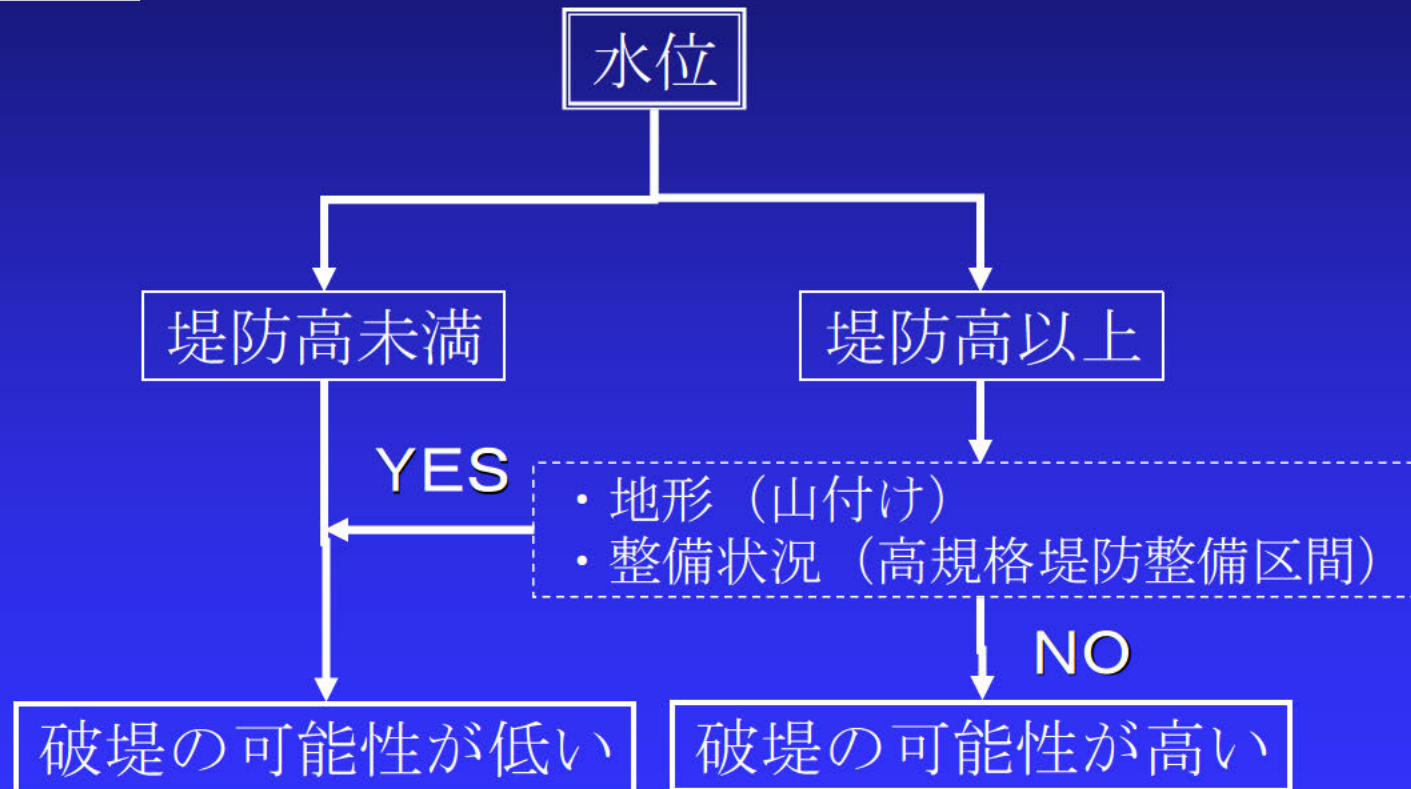 水位
堤防高未満
堤防高以上
YES
・地形（山付け）
・整備状況（高規格堤防整備区間）
NO
破堤の可能性が低い
破堤の可能性が高い